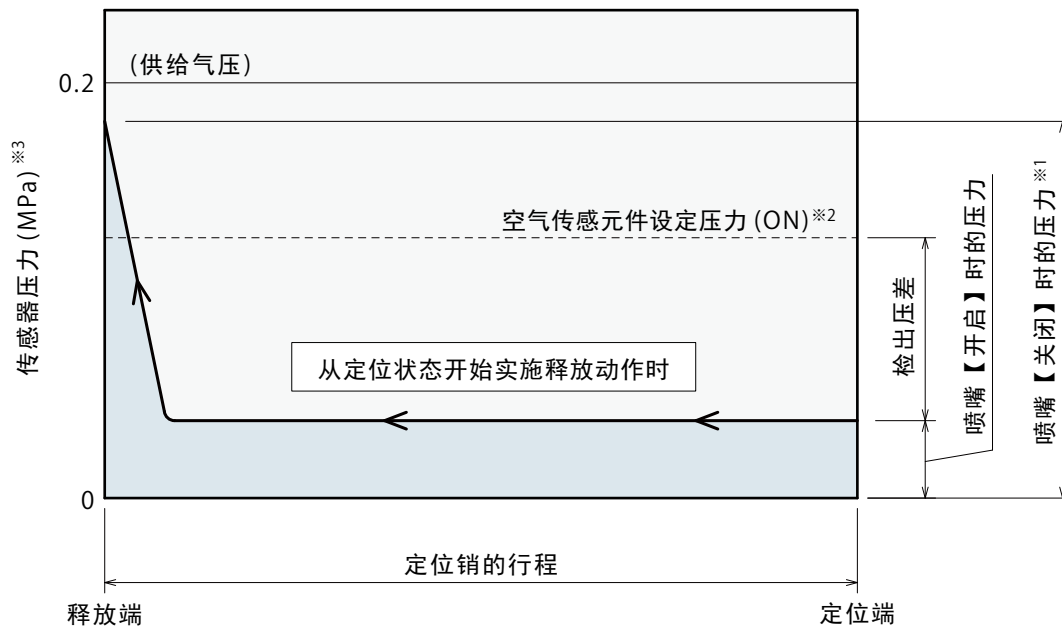 (供给气压)
0.2
传感器压力 (MPa)※3
空气传感元件设定压力 (ON)※2
检出压差
喷嘴【开启】时的压力
喷嘴【关闭】时的压力※1
从定位状态开始实施释放动作时
0
定位销的行程
释放端
定位端